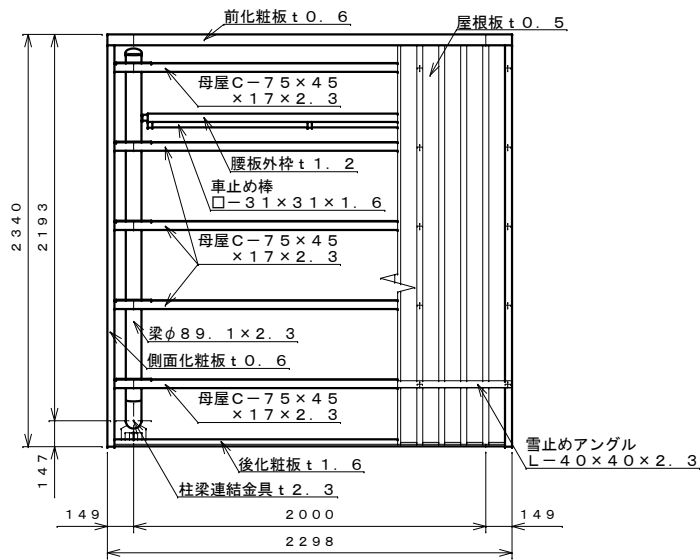 前化粧板ｔ０．６
屋根板ｔ０．５
母屋Ｃ－７５×４５
×１７×２．３
腰板外枠ｔ１．２
車止め棒
□－３１×３１×１．６
母屋Ｃ－７５×４５
×１７×２．３
２３４０
２１９３
梁φ８９．１×２．３
側面化粧板ｔ０．６
母屋Ｃ－７５×４５
×１７×２．３
雪止めアングル
Ｌ－４０×４０×２．３
１４７
後化粧板ｔ１．６
柱梁連結金具ｔ２．３
１４９
２０００
１４９
２２９８